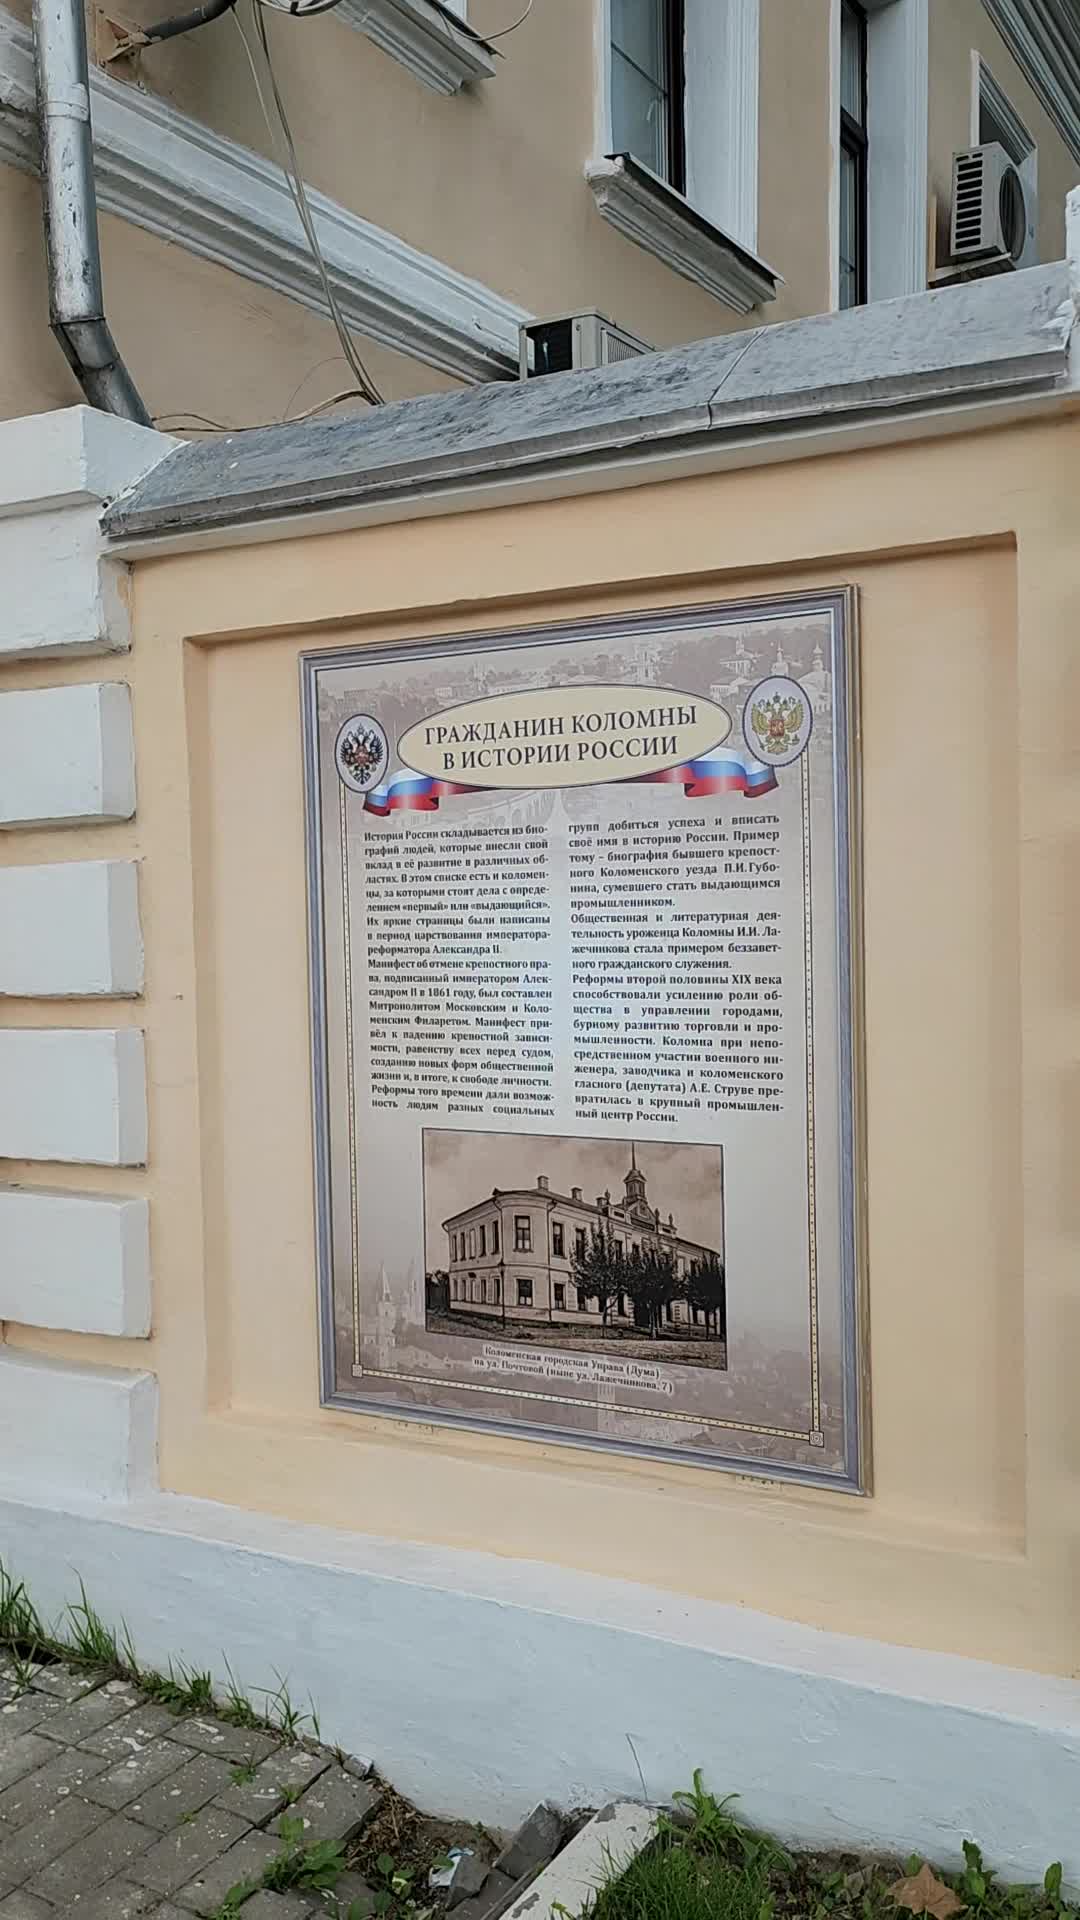 ГРАЖДАНИН КОЛОМНЫ
В ИСТОРИИ РОССИИ
История России складывается из био-
графий людей, которые внесли свой
вклад в её развитие в различных об-
ластях. В этом списке есть и коломен-
цы, за которыми стоят дела с опреде-
лением «первый» или «выдающийся».
Их яркие страницы были написаны
в период царствования императора-
реформатора Александра II.
Манифест об отмене крепостного пра-
ва, подписанный императором Алек-
сандром II в 1861 году, был составлен
Митрополитом Московским и Коло-
менским Филаретом. Манифест при-
вёл к падению крепостной зависи-
мости, равенству всех перед судом,
созданию новых форм общественной
жизни и, в итоге, к свободе личности.
Реформы того времени дали возмож-
ность людям разных социальных
групп добиться успеха и вписать
своё имя в историю России. Пример
тому – биография бывшего крепост-
ного Коломенского уезда П.И. Губо-
нина, сумевшего стать выдающимся
промышленником.
Общественная и литературная дея-
тельность уроженца Коломны И.И. Ла-
жечникова стала примером беззавет-
ного гражданского служения.
Реформы второй половины XIX века
способствовали усилению роли об-
щества в управлении городами,
бурному развитию торговли и про-
мышленности. Коломна при непо-
средственном участии военного ин-
женера, заводчика и коломенского
гласного (депутата) А.Е. Струве пре-
вратилась в крупный промышлен-
ный центр России.
Коломенская городская Управа (Дума)
на ул. Почтовой (ныне ул. Лажечникова, 7)